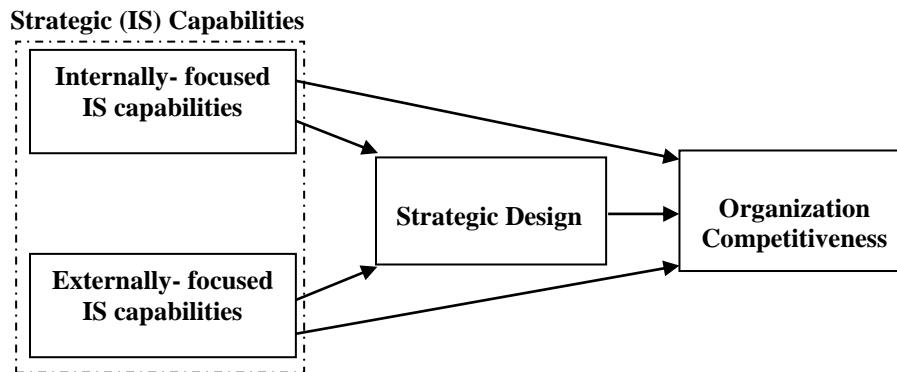 Strategic (IS) Capabilities
Internally- focused
IS capabilities
Strategic Design
Organization
Competitiveness
Externally- focused
IS capabilities